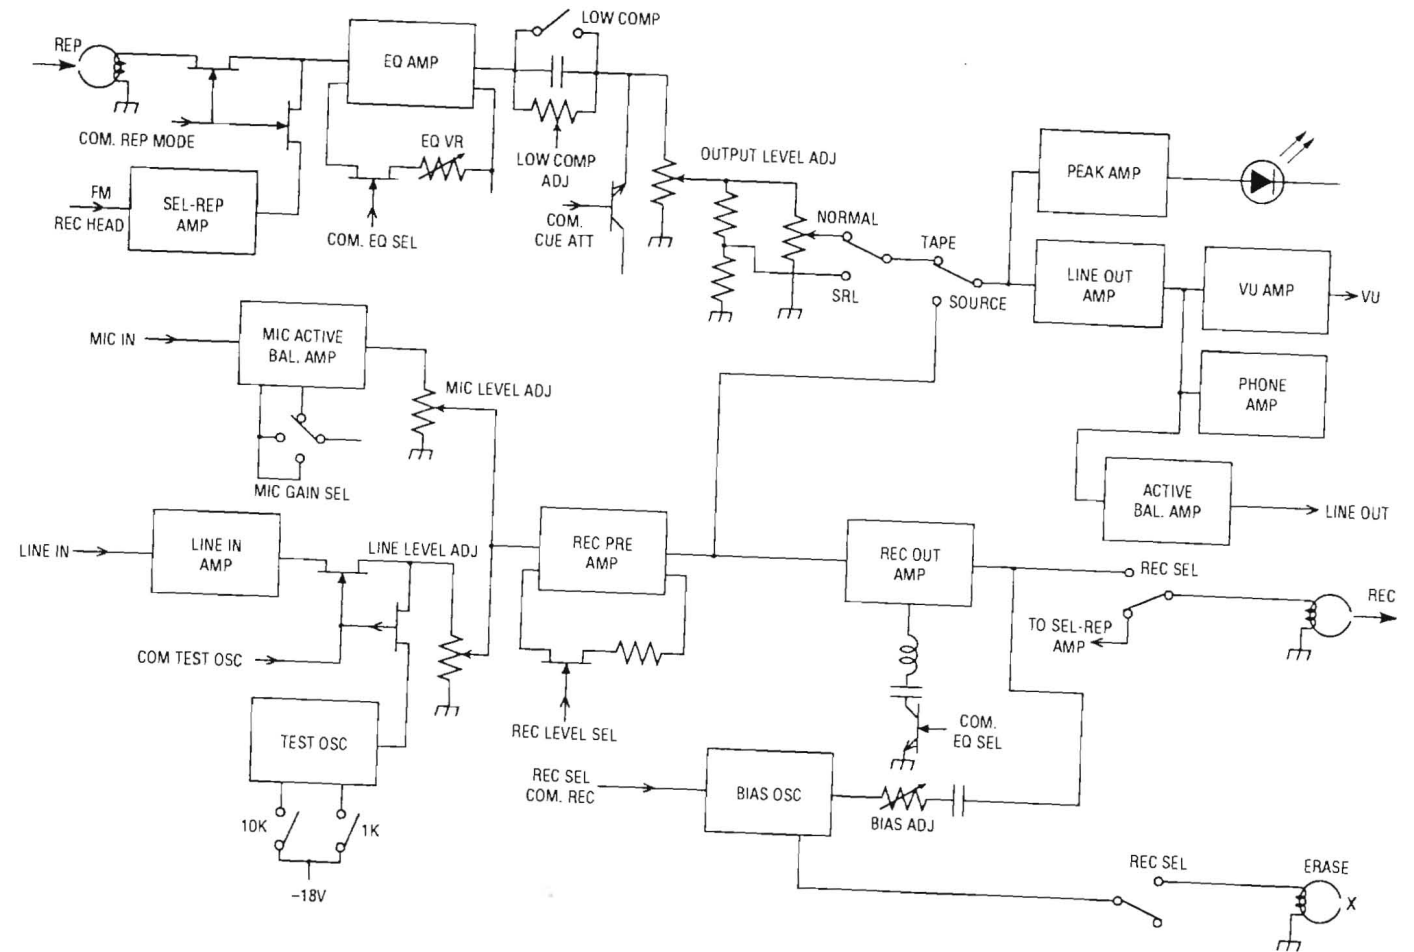 REP
EQ AMP
LOW COMP
COM. REP MODE
EQ VR
LOW COMP
ADJ
OUTPUT LEVEL ADJ
PEAK AMP
FM
REC HEAD
SEL-REP
AMP
COM. EQ SEL
COM.
CUE ATT
NORMAL
TAPE
SRL
SOURCE
LINE OUT
AMP
VU AMP
VU
MIC IN
MIC ACTIVE
BAL. AMP
MIC LEVEL ADJ
PHONE
AMP
MIC GAIN SEL
ACTIVE
BAL. AMP
LINE OUT
LINE IN
LINE IN
AMP
LINE LEVEL ADJ
REC PRE
AMP
REC OUT
AMP
REC SEL
REC
TO SEL-REP
AMP
COM TEST OSC
REC LEVEL SEL
COM.
EQ SEL
TEST OSC
REC SEL
COM. REC
BIAS OSC
BIAS ADJ
10K
1K
-18V
REC SEL
ERASE
X